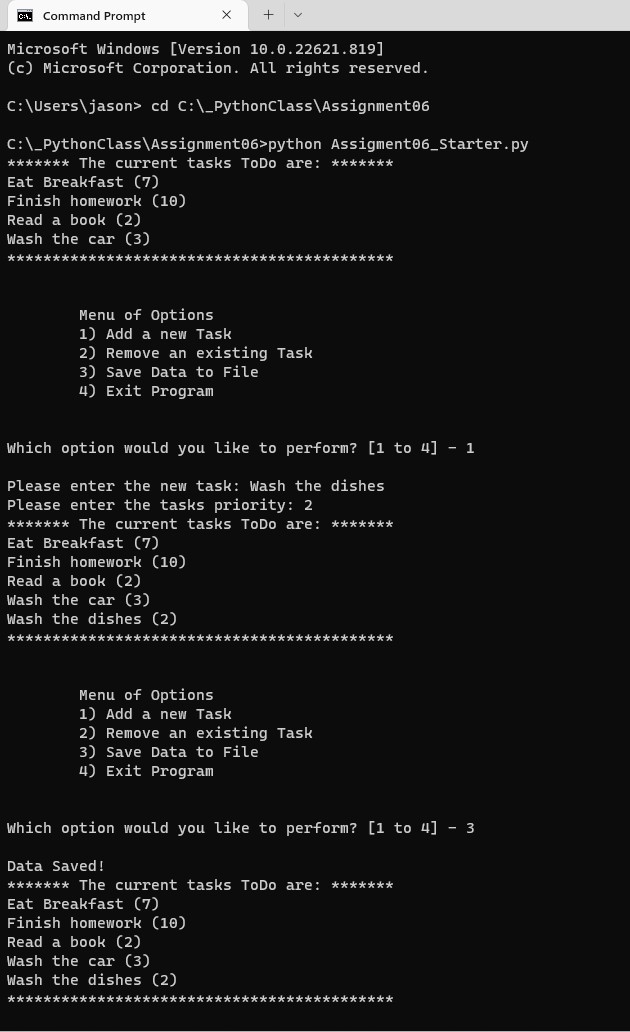 Command Prompt
Microsoft Windows [Version 10.0.22621.819]
(c) Microsoft Corporation. All rights reserved.
C:\Users\jason> cd C:\_PythonClass\Assignment06
C:\_PythonClass\Assignment06>python Assigment06_Starter.py
******* The current tasks ToDo are: *******
Eat Breakfast (7)
Finish homework (10)
Read a book (2)
Wash the car (3)
*******************************************
Menu of Options
1) Add a new Task
2) Remove an existing Task
3) Save Data to File
4) Exit Program
Which option would you like to perform? [1 to 4] - 1
Please enter the new task: Wash the dishes
Please enter the tasks priority: 2
******* The current tasks ToDo are: *******
Eat Breakfast (7)
Finish homework (10)
Read a book (2)
Wash the car (3)
Wash the dishes (2)
*******************************************
Menu of Options
1) Add a new Task
2) Remove an existing Task
3) Save Data to File
4) Exit Program
Which option would you like to perform? [1 to 4] - 3
Data Saved!
******* The current tasks ToDo are: *******
Eat Breakfast (7)
Finish homework (10)
Read a book (2)
Wash the car (3)
Wash the dishes (2)
*******************************************